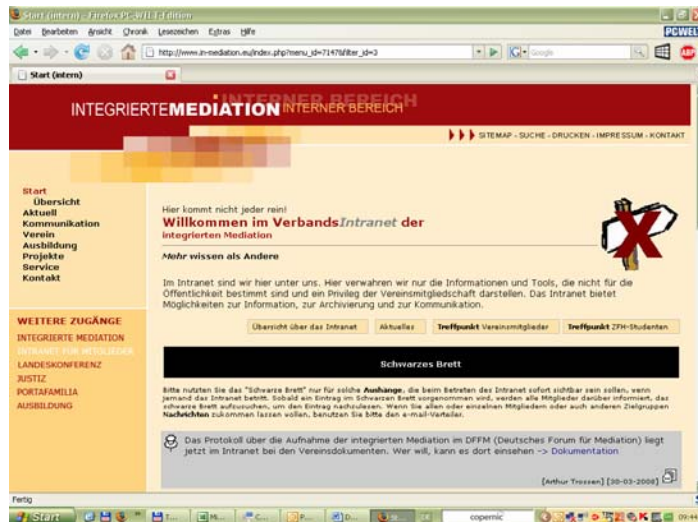 Start (intern) - Firefox PC-WELT-Edition
Datei Bearbeiten Ansicht Chronik Lesezeichen Extras Hilfe
PCWEL
http://www.in-mediation.eu/index.php?menu_id=7147&filter_id=3
Google
ABP
Start (intern)
INTERNER BEREICH
INTEGRIERTEMEDIATION INTERNER BEREICH
SITEMAP - SUCHE - DRUCKEN - IMPRESSUM - KONTAKT
Start
Übersicht
Aktuell
Kommunikation
Verein
Ausbildung
Projekte
Service
Kontakt
WEITERE ZUGÄNGE
INTEGRIERTE MEDIATION
INTRANET FÜR MITGLIEDER
LANDESKONFERENZ
JUSTIZ
PORTAFAMILIA
AUSBILDUNG
Hier kommt nicht jeder rein!
Willkommen im VerbandsIntranet der
integrierten Mediation
Mehr wissen als Andere
Im Intranet sind wir hier unter uns. Hier verwahren wir nur die Informationen und Tools, die nicht für die
Öffentlichkeit bestimmt sind und ein Privileg der Vereinsmitgliedschaft darstellen. Das Intranet bietet
Möglichkeiten zur Information, zur Archivierung und zur Kommunikation.
Übersicht über das Intranet Aktuelles Treffpunkt Vereinsmitglieder Treffpunkt ZFH-Studenten
Schwarzes Brett
Bitte nutzten Sie das "Schwarze Brett" nur für solche Aushänge, die beim Betreten des Intranet sofort sichtbar sein sollen, wenn
jemand das Intranet betritt. Sobald ein Eintrag im Schwarzen Brett vorgenommen wird, werden alle Mitglieder darüber informiert, das
schwarze Brett aufzusuchen, um den Eintrag nachzulesen. Wenn Sie allen oder einzelnen Mitgliedern oder auch anderen Zielgruppen
Nachrichten zukommen lassen wollen, benutzen Sie bitte den e-mail-Verteiler.
Das Protokoll über die Aufnahme der integrierten Mediation im DFFM (Deutsches Forum für Mediation) liegt
jetzt im Intranet bei den Vereinsdokumenten. Wer will, kann es dort einsehen -> Dokumentation
[Arthur Trossen] [30-03-2008]
Fertig
Start T... Mi... C... P... D... copernic